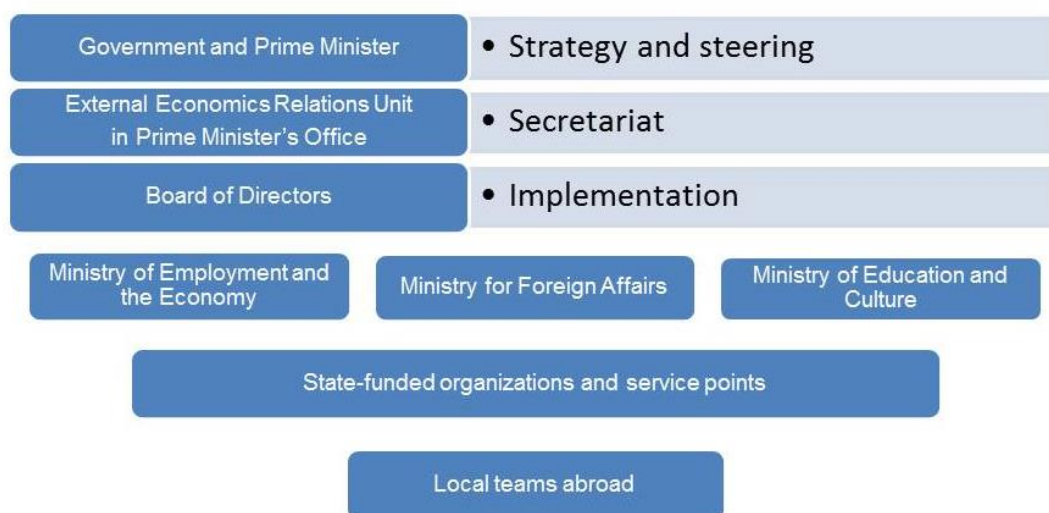 Government and Prime Minister
• Strategy and steering
External Economics Relations Unit
in Prime Minister's Office
• Secretariat
Board of Directors
• Implementation
Ministry of Employment and
the Economy
Ministry for Foreign Affairs
Ministry of Education and
Culture
State-funded organizations and service points
Local teams abroad